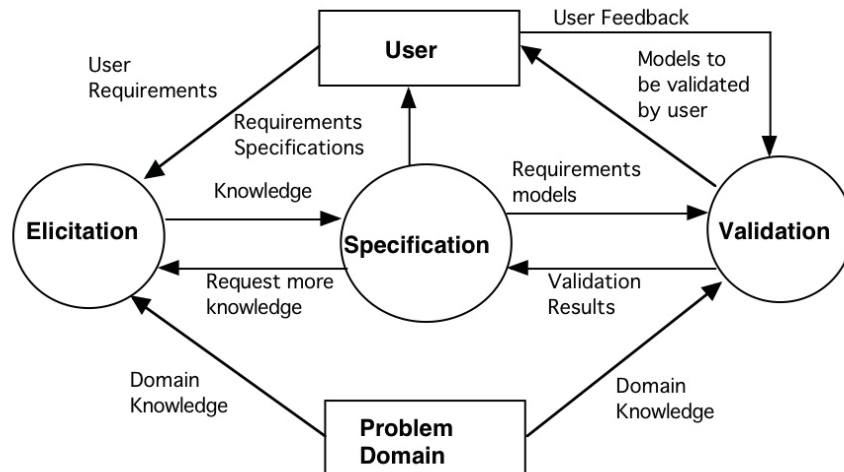 User Feedback
User
User
Requirements
Models to
be validated
by user
Requirements
Specifications
Knowledge
Requirements
models
Elicitation
Specification
Validation
Request more
knowledge
Validation
Results
Domain
Knowledge
Domain
Knowledge
Problem
Domain